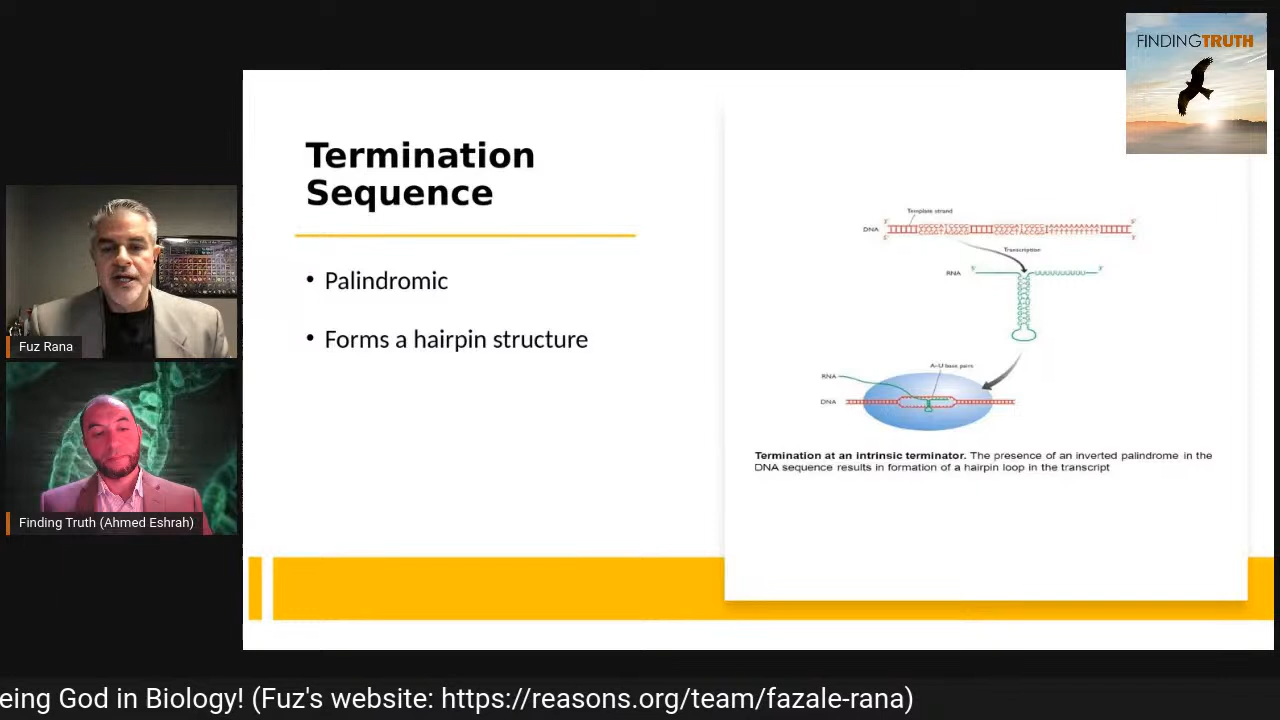 FINDINGTRUTH
Termination
Sequence
• Palindromic
• Forms a hairpin structure
Template strand
DNA
Transcription
RNA
A–U base pairs
RNA
DNA
Termination at an intrinsic terminator. The presence of an inverted palindrome in the
DNA sequence results in formation of a hairpin loop in the transcript
Fuz Rana
Finding Truth (Ahmed Eshrah)
eing God in Biology! (Fuz's website: https://reasons.org/team/fazale-rana)